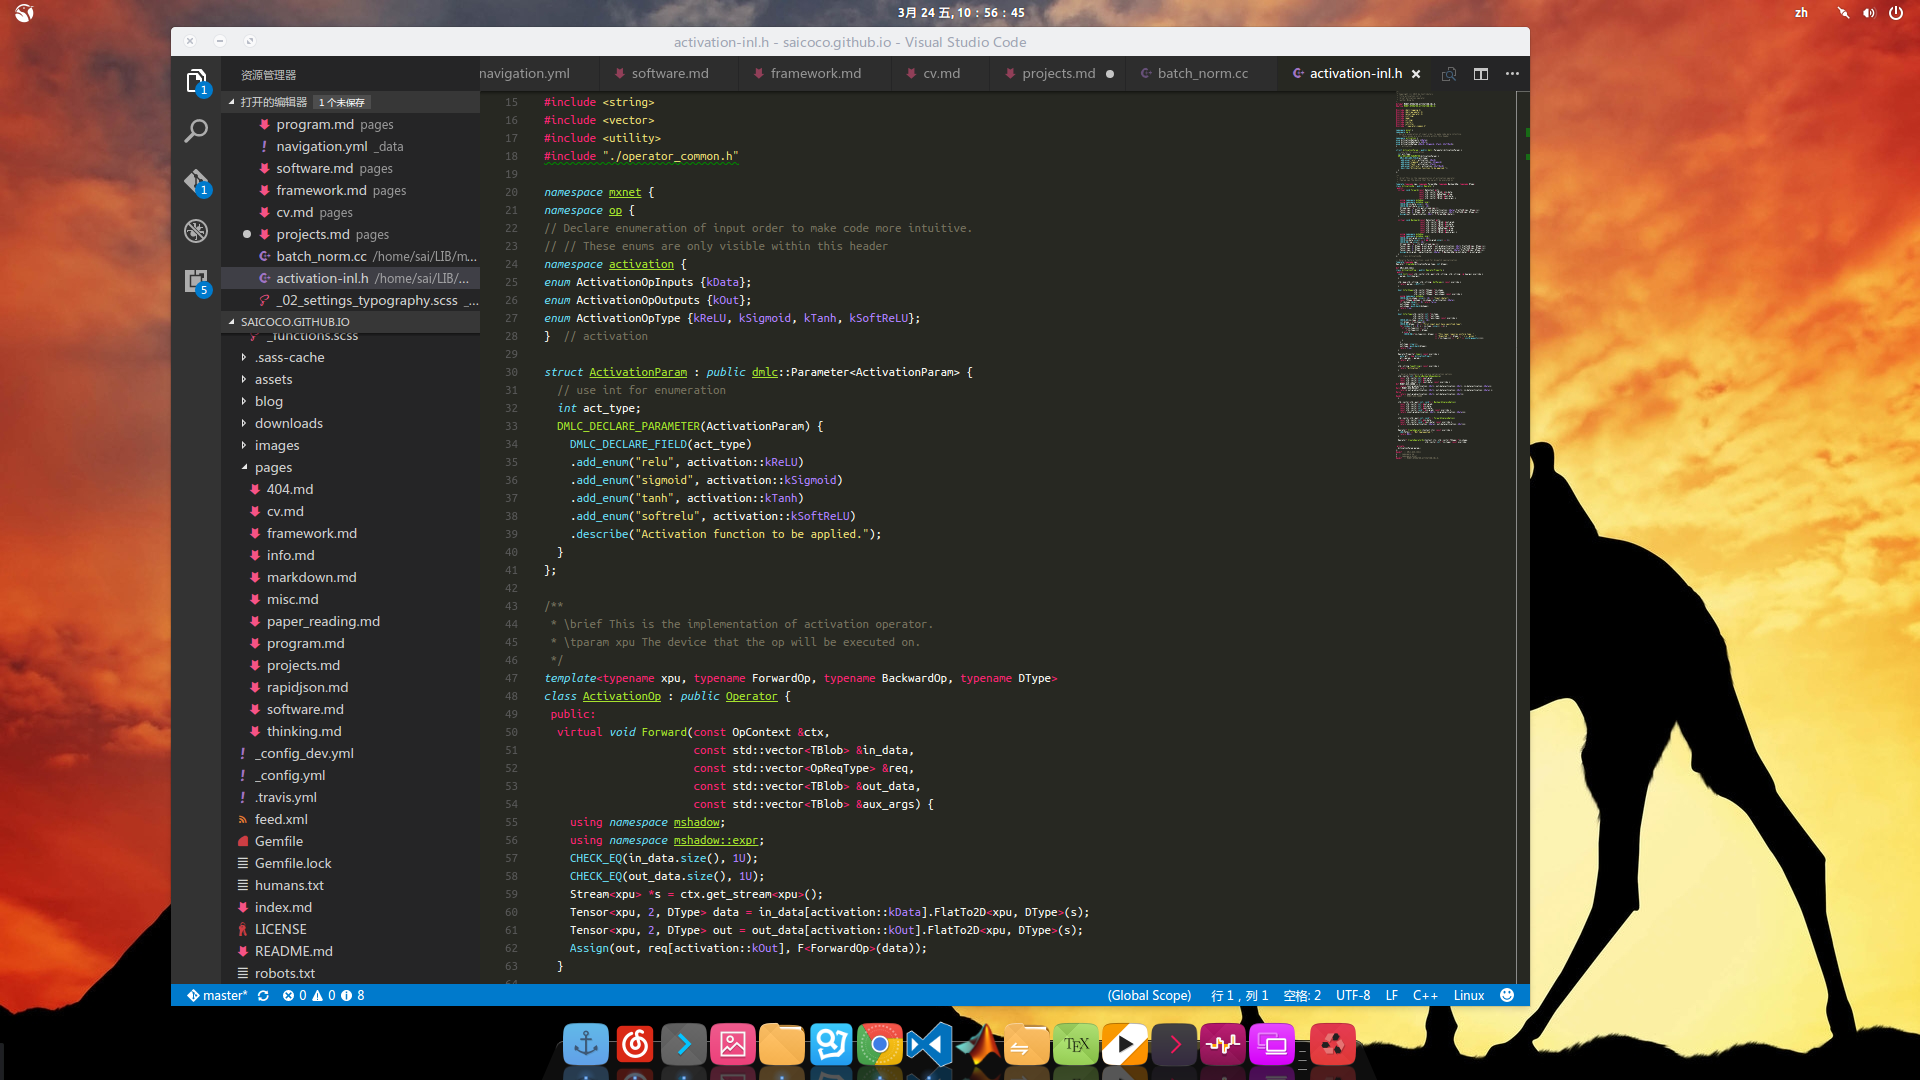 3月 24 五, 10 : 56 : 45
zh
activation-inl.h - saicoco.github.io - Visual Studio Code
资源管理器
navigation.yml
software.md
framework.md
cv.md
projects.md
batch_norm.cc
activation-inl.h
打开的编辑器 1 个未保存
program.md pages
navigation.yml _data
software.md pages
framework.md pages
cv.md pages
projects.md pages
batch_norm.cc /home/sai/LIB/m...
activation-inl.h /home/sai/LIB/...
_02_settings_typography.scss _...
SAICOCO.GITHUB.IO
_functions.scss
.sass-cache
assets
blog
downloads
images
pages
404.md
cv.md
framework.md
info.md
markdown.md
misc.md
paper_reading.md
program.md
projects.md
rapidjson.md
software.md
thinking.md
_config_dev.yml
_config.yml
.travis.yml
feed.xml
Gemfile
Gemfile.lock
humans.txt
index.md
LICENSE
README.md
robots.txt
1
1
5
15 #include <string>
16 #include <vector>
17 #include <utility>
18 #include "./operator_common.h"
19
20 namespace mxnet {
21 namespace op {
22 // Declare enumeration of input order to make code more intuitive.
23 // // These enums are only visible within this header
24 namespace activation {
25 enum ActivationOpInputs {kData};
26 enum ActivationOpOutputs {kOut};
27 enum ActivationOpType {kReLU, kSigmoid, kTanh, kSoftReLU};
28 }  // activation
29
30 struct ActivationParam : public dmlc::Parameter<ActivationParam> {
31   // use int for enumeration
32   int act_type;
33   DMLC_DECLARE_PARAMETER(ActivationParam) {
34     DMLC_DECLARE_FIELD(act_type)
35     .add_enum("relu", activation::kReLU)
36     .add_enum("sigmoid", activation::kSigmoid)
37     .add_enum("tanh", activation::kTanh)
38     .add_enum("softrelu", activation::kSoftReLU)
39     .describe("Activation function to be applied.");
40   }
41 };
42
43 /**
44  * \brief This is the implementation of activation operator.
45  * \tparam xpu The device that the op will be executed on.
46  */
47 template<typename xpu, typename ForwardOp, typename BackwardOp, typename DType>
48 class ActivationOp : public Operator {
49  public:
50   virtual void Forward(const OpContext &ctx,
51                        const std::vector<TBlob> &in_data,
52                        const std::vector<OpReqType> &req,
53                        const std::vector<TBlob> &out_data,
54                        const std::vector<TBlob> &aux_args) {
55     using namespace mshadow;
56     using namespace mshadow::expr;
57     CHECK_EQ(in_data.size(), 1U);
58     CHECK_EQ(out_data.size(), 1U);
59     Stream<xpu> *s = ctx.get_stream<xpu>();
60     Tensor<xpu, 2, DType> data = in_data[activation::kData].FlatTo2D<xpu, DType>(s);
61     Tensor<xpu, 2, DType> out = out_data[activation::kOut].FlatTo2D<xpu, DType>(s);
62     Assign(out, req[activation::kOut], F<ForwardOp>(data));
63   }
master* 0 0 8
(Global Scope) 行 1，列 1 空格: 2 UTF-8 LF C++ Linux
TEX